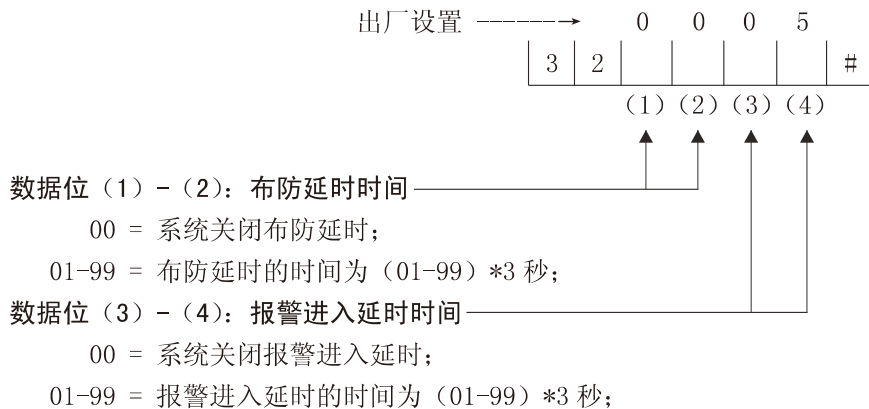 出厂设置 0 0 0 5
3 2 #
(1)(2)(3)(4)
数据位（1）-（2）：布防延时时间
00 = 系统关闭布防延时；
01-99 = 布防延时的时间为（01-99）*3 秒；
数据位（3）-（4）：报警进入延时时间
00 = 系统关闭报警进入延时；
01-99 = 报警进入延时的时间为（01-99）*3 秒；